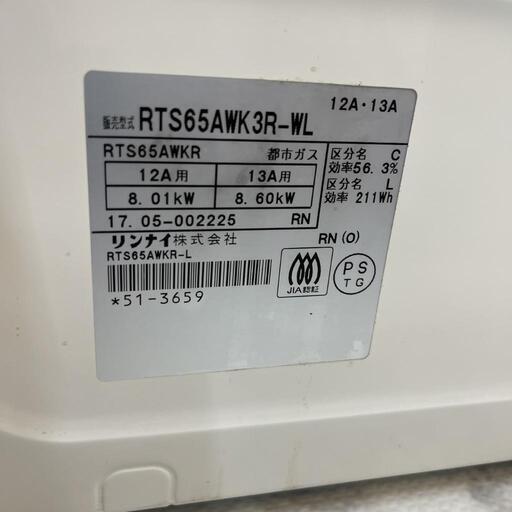 12A・13A
販売型式 RTS65AWK3R-WL
RTS65AWKR 都市ガス
12A用 13A用
8.01kW 8.60kW
17.05-002225 RN
リンナイ株式会社
RTS65AWKR-L
*51-3659
区分名 C
効率56.3%
区分名 L
効率 211Wh
RN (O)
JIA認証
PS
TG